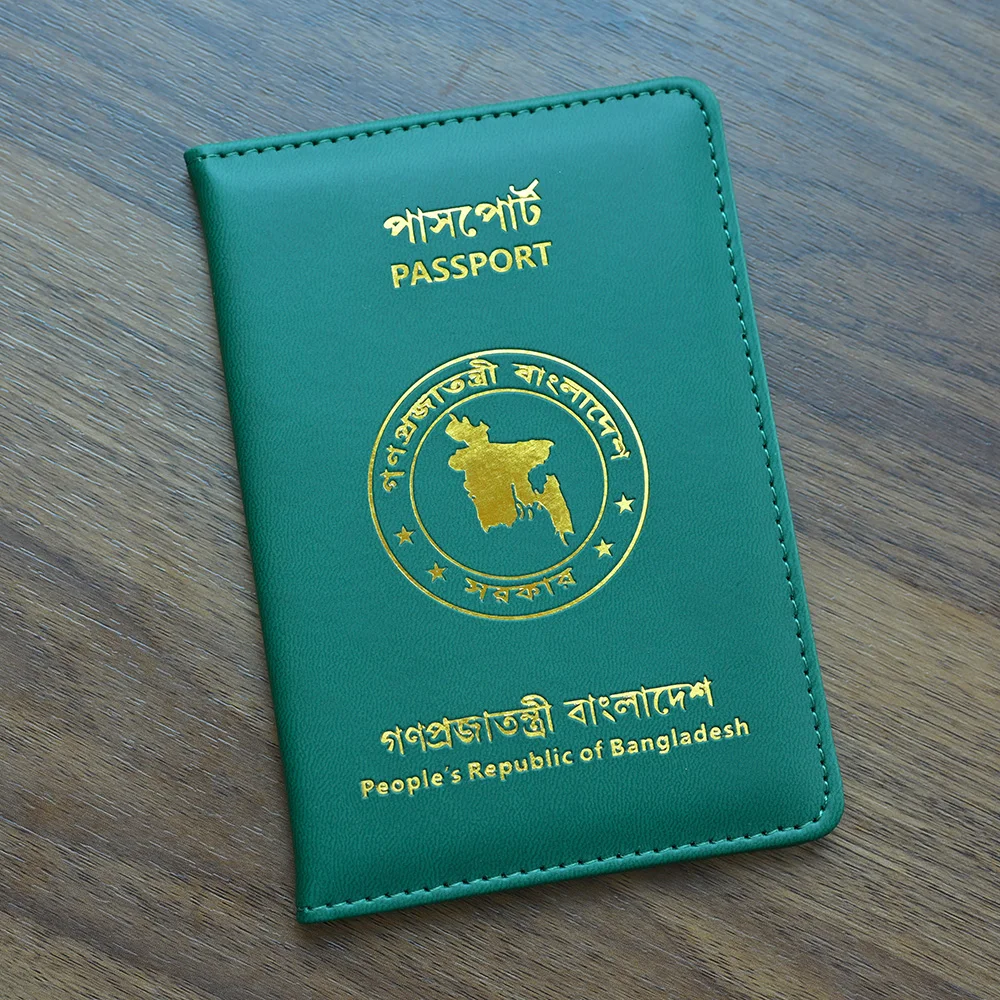 পাসপোর্ট
PASSPORT
গণপ্রজাতন্ত্রী বাংলাদেশ
সরকার
গণপ্রজাতন্ত্রী বাংলাদেশ
People's Republic of Bangladesh